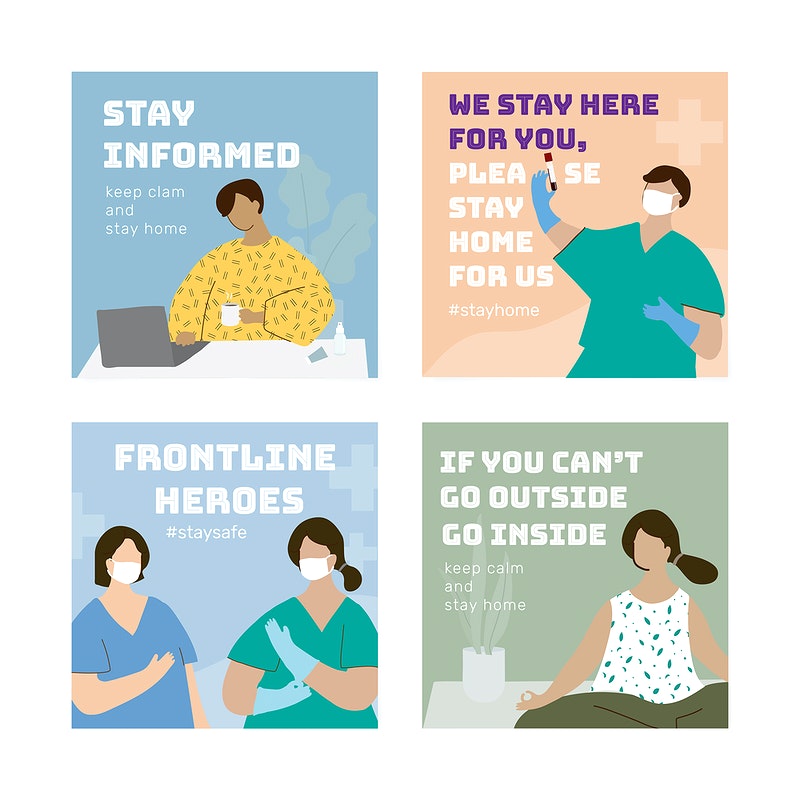 STAY
INFORMED
keep clam
and
stay home
WE STAY HERE
FOR YOU,
PLEA SE
STAY
HOME
FOR US
#stayhome
FRONTLINE
HEROES
#staysafe
IF YOU CAN'T
GO OUTSIDE
GO INSIDE
keep calm
and
stay home